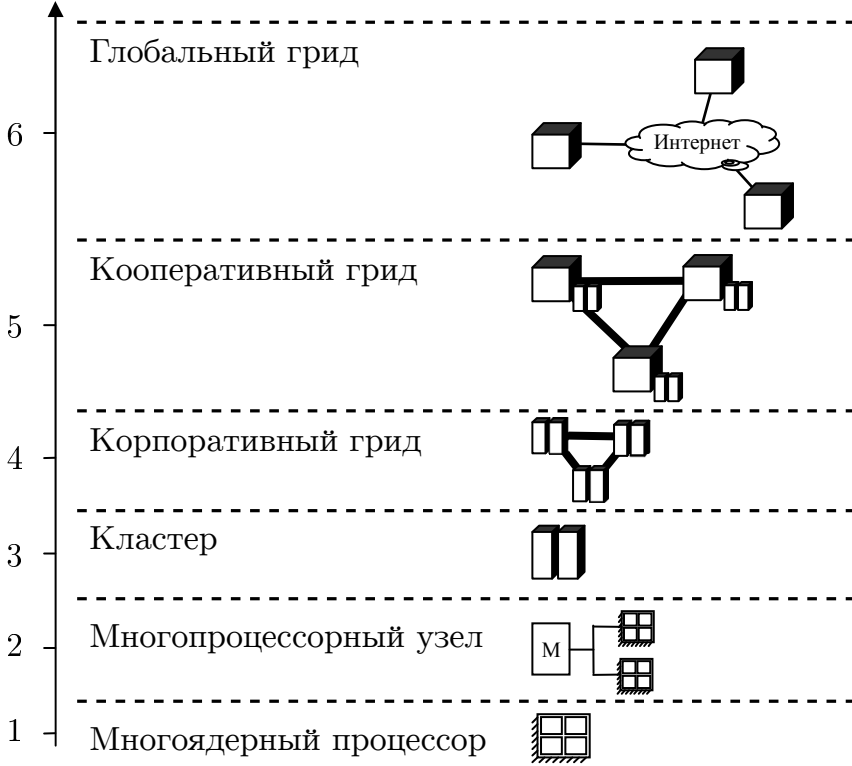 Глобальный грид
6
Интернет
Кооперативный грид
5
Корпоративный грид
4
Кластер
3
Многопроцессорный узел
2
М
1
Многоядерный процессор